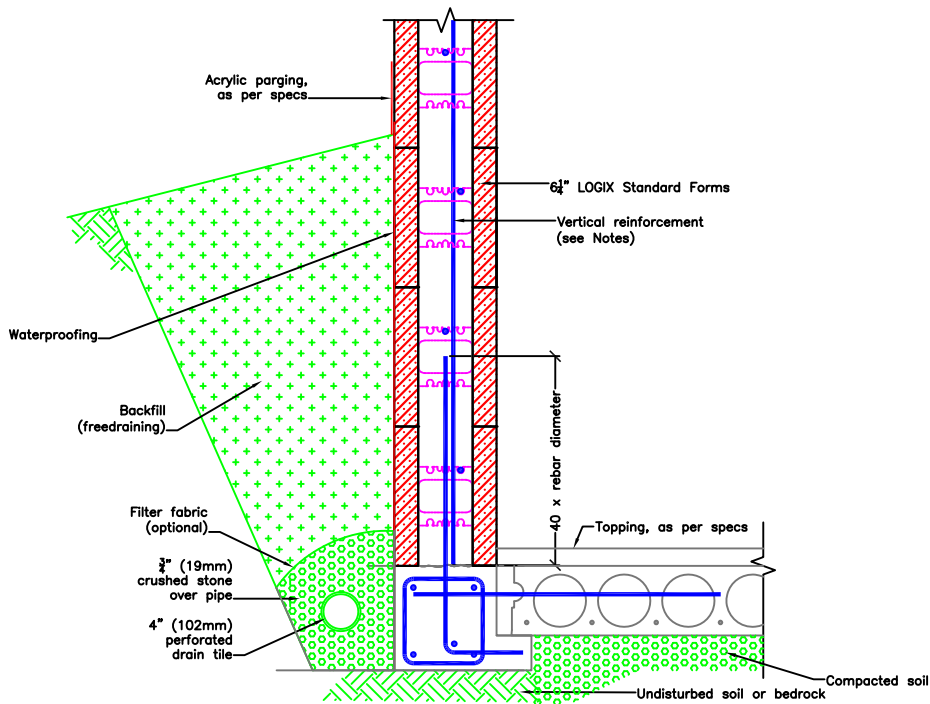 Acrylic parging,
as per specs
6¼" LOGIX Standard Forms
Vertical reinforcement
(see Notes)
Waterproofing
Backfill
(freedraining)
40 x rebar diameter
Filter fabric
(optional)
Topping, as per specs
¾" (19mm)
crushed stone
over pipe
4" (102mm)
perforated
drain tile
Compacted soil
Undisturbed soil or bedrock